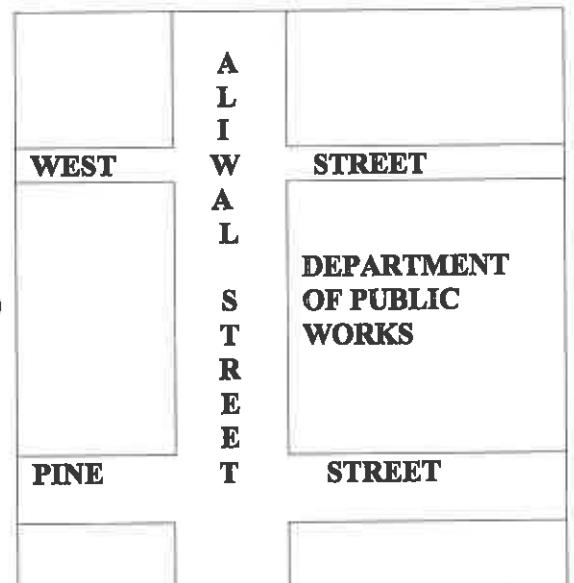 ALIWAL STREET
WEST STREET
DEPARTMENT
OF PUBLIC
WORKS
PINE STREET